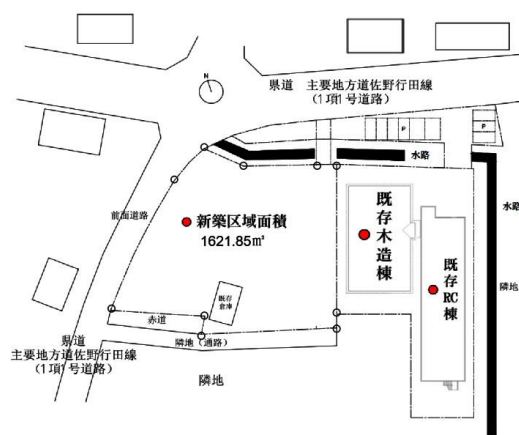 N
県道 主要地方道佐野行田線
（1項1号道路）
P
P
水路
水路
前面道路
新築区域面積
1621.85㎡
既存木造棟
既存RC棟
隣地
既存
倉庫
赤道
隣地（通路）
県道
主要地方道佐野行田線
（1項1号道路）
隣地